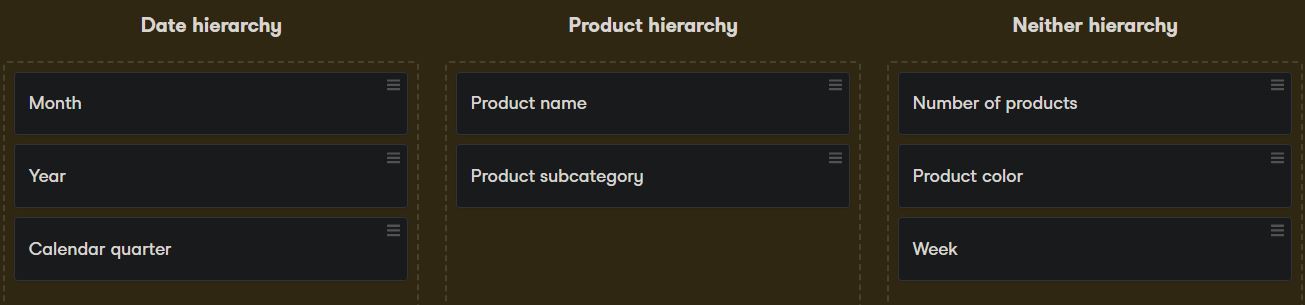 Date hierarchy
Month
Year
Calendar quarter
Product hierarchy
Product name
Product subcategory
Neither hierarchy
Number of products
Product color
Week